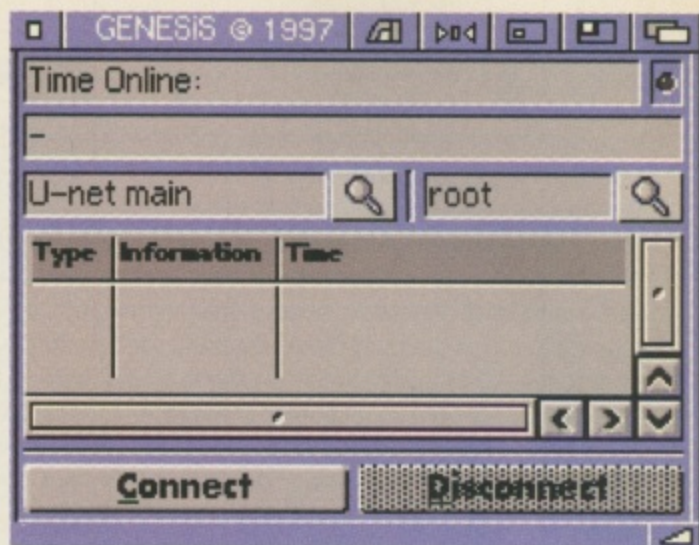 GENESiS © 1997
Time Online:
-
U-net main
root
Type Information Time
Connect Disconnect